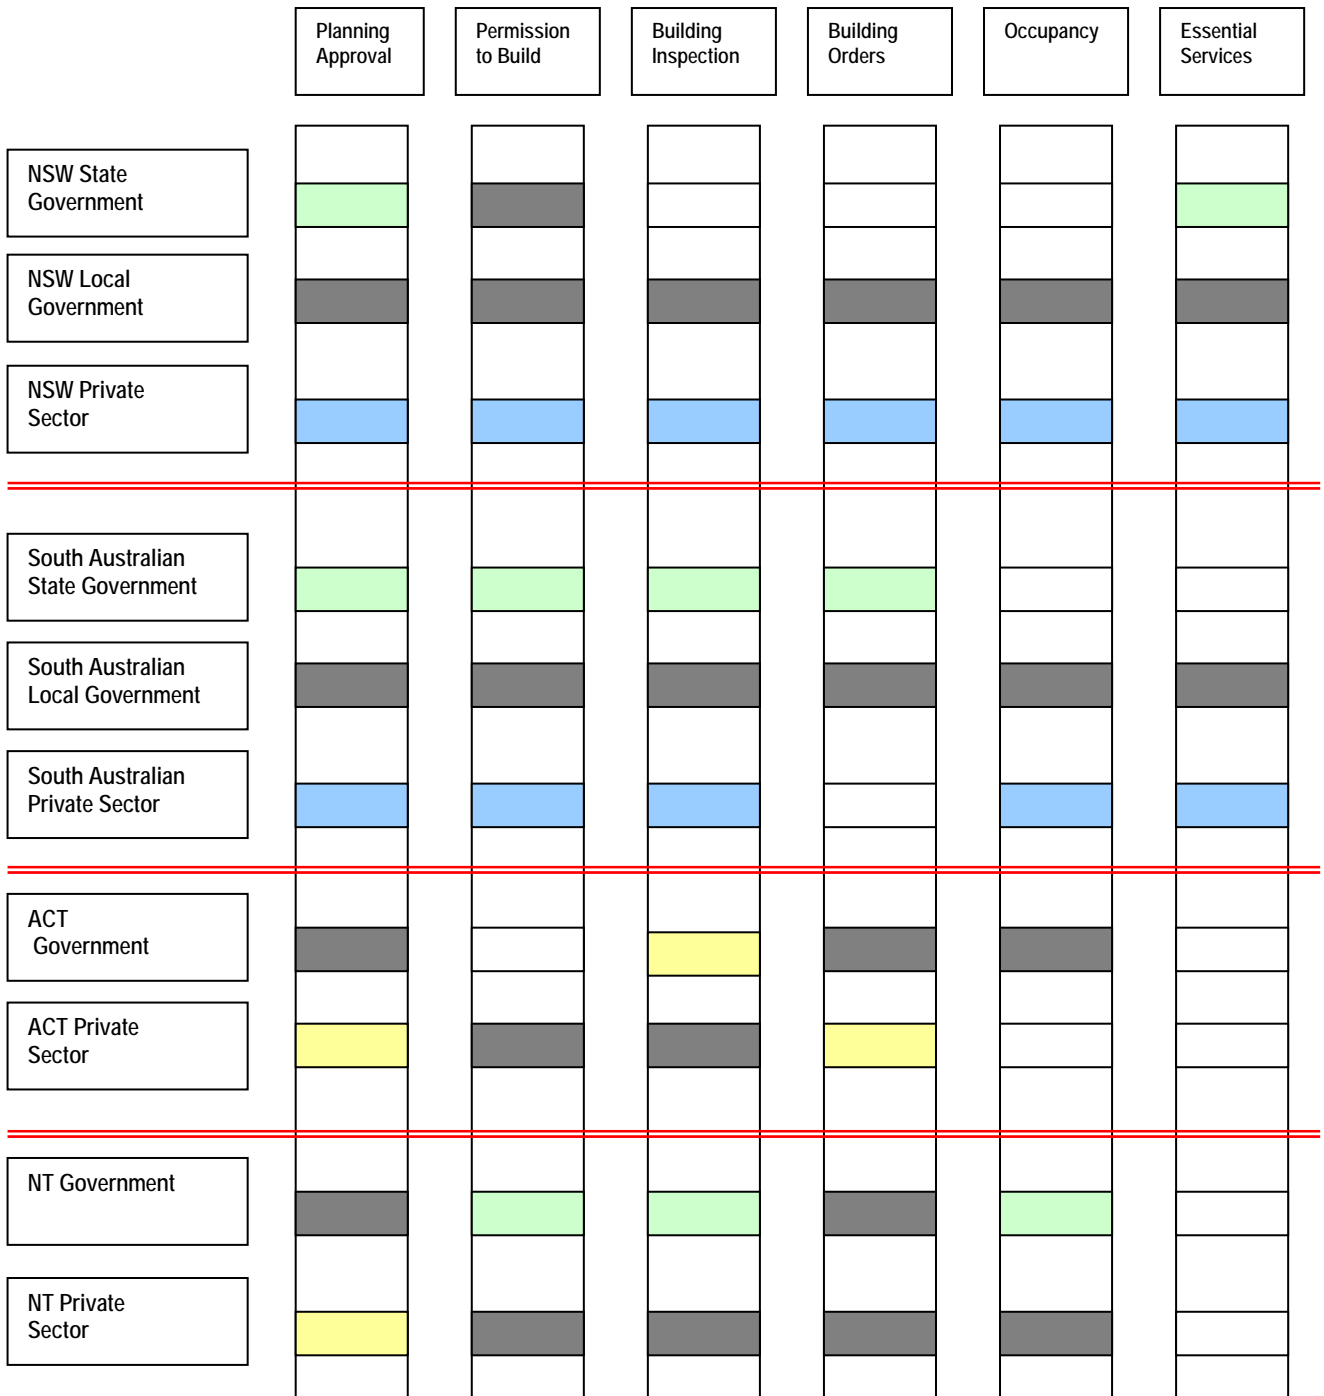 Planning
Approval
Permission
to Build
Building
Inspection
Building
Orders
Occupancy
Essential
Services
NSW State
Government
NSW Local
Government
NSW Private
Sector
South Australian
State Government
South Australian
Local Government
South Australian
Private Sector
ACT
Government
ACT Private
Sector
NT Government
NT Private
Sector